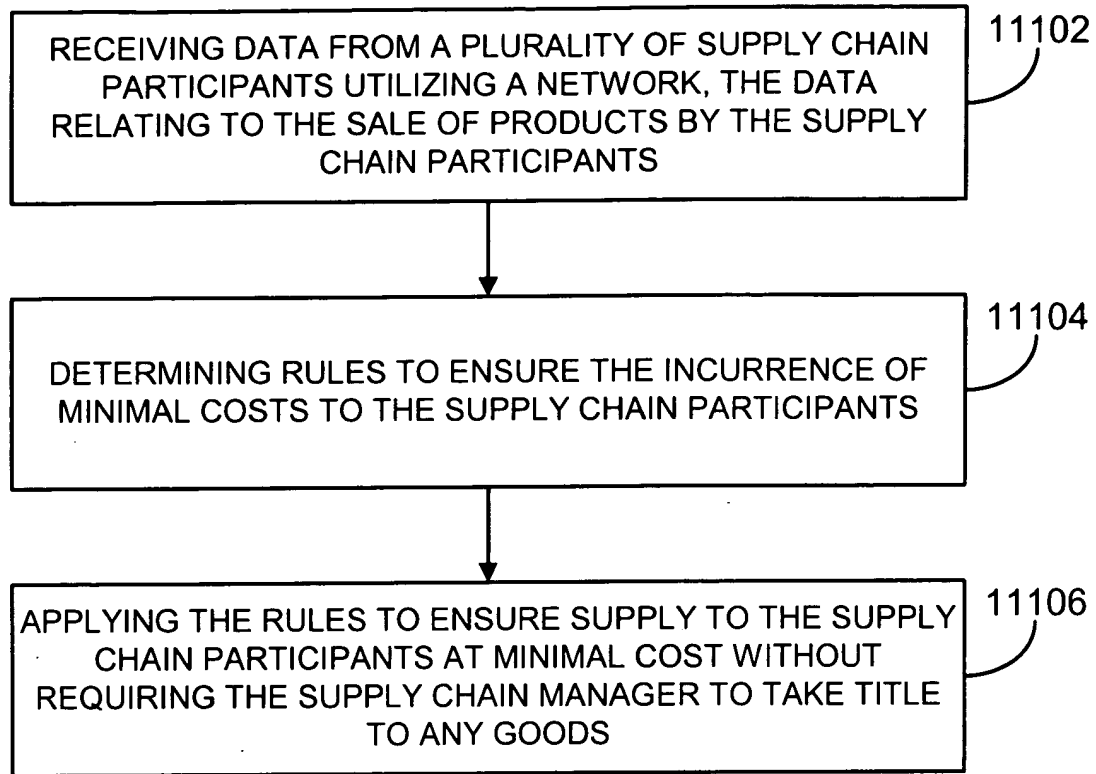 RECEIVING DATA FROM A PLURALITY OF SUPPLY CHAIN
PARTICIPANTS UTILIZING A NETWORK, THE DATA
RELATING TO THE SALE OF PRODUCTS BY THE SUPPLY
CHAIN PARTICIPANTS
11102
DETERMINING RULES TO ENSURE THE INCURRENCE OF
MINIMAL COSTS TO THE SUPPLY CHAIN PARTICIPANTS
11104
APPLYING THE RULES TO ENSURE SUPPLY TO THE SUPPLY
CHAIN PARTICIPANTS AT MINIMAL COST WITHOUT
REQUIRING THE SUPPLY CHAIN MANAGER TO TAKE TITLE
TO ANY GOODS
11106